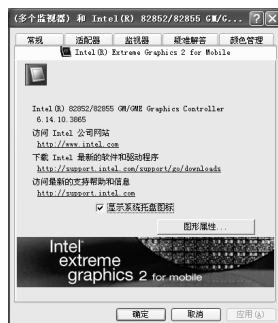 (多个监视器) 和 Intel(R) 82852/82855 GM/G...
常规 适配器 监视器 疑难解答 颜色管理
Intel(R) Extreme Graphics 2 for Mobile
Intel(R) 82852/82855 GM/GME Graphics Controller
6.14.10.3865
访问 Intel 公司网站
http://www.intel.com
下载 Intel 最新的软件和驱动程序
http://support.intel.com/support/go/downloads
访问最新的支持帮助和信息
http://support.intel.com
显示系统托盘图标
图形属性...
Intel
extreme
graphics 2 for mobile
确定 取消 应用(A)